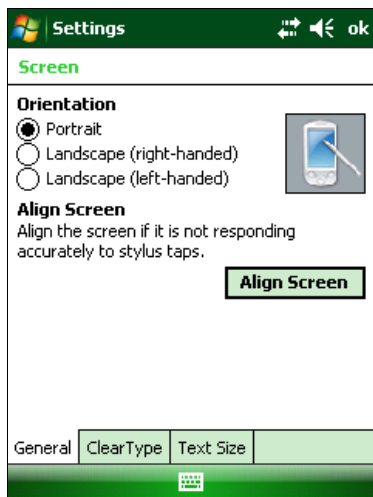 Settings
ok
Screen
Orientation
Portrait
Landscape (right-handed)
Landscape (left-handed)
Align Screen
Align the screen if it is not responding
accurately to stylus taps.
Align Screen
General ClearType Text Size